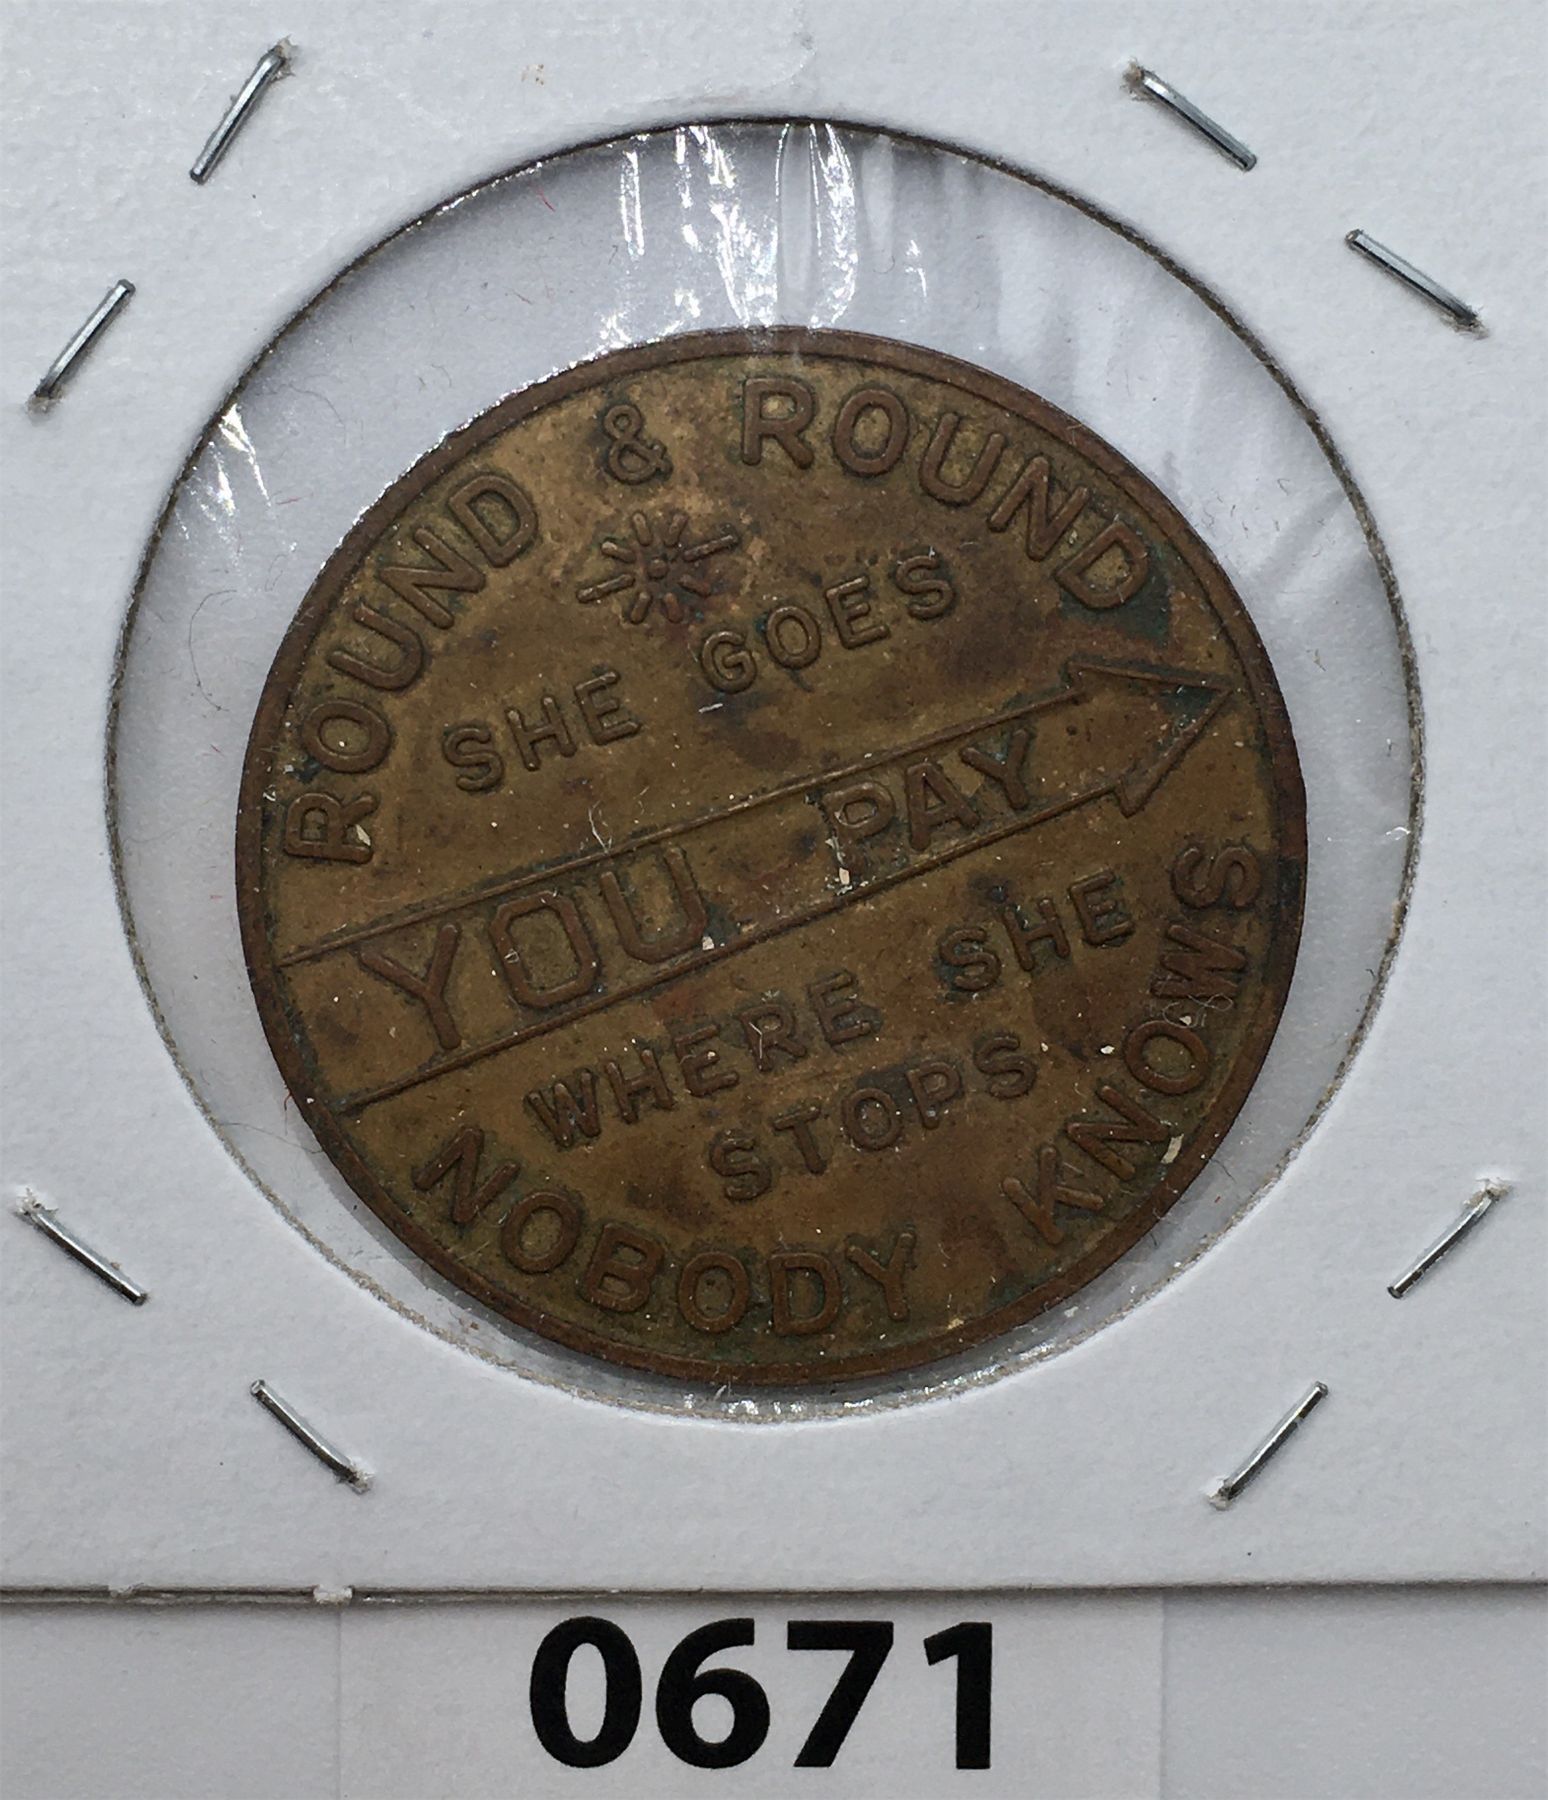 ROUND & ROUND
SHE GOES
YOU PAY
WHERE SHE
STOPS
NOBODY KNOWS
0671